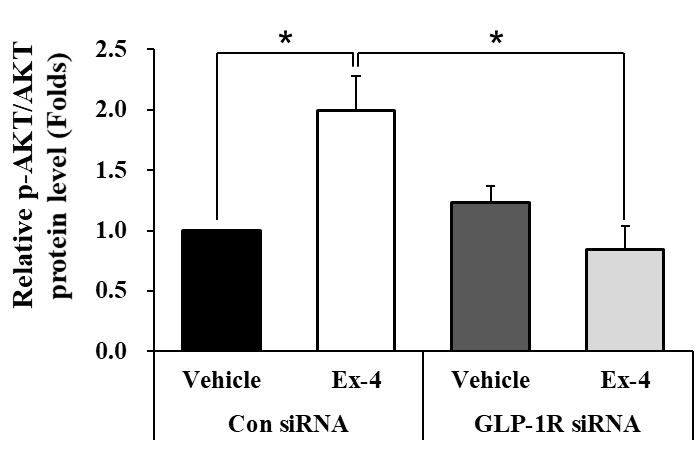 Relative p-AKT/AKT
protein level (Folds)
* *
2.5
2.0
1.5
1.0
0.5
0.0
Vehicle Ex-4 Vehicle Ex-4
Con siRNA GLP-1R siRNA